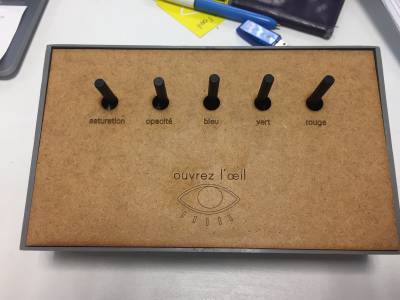 saturation opacité bleu vert rouge
ouvrez l'œil